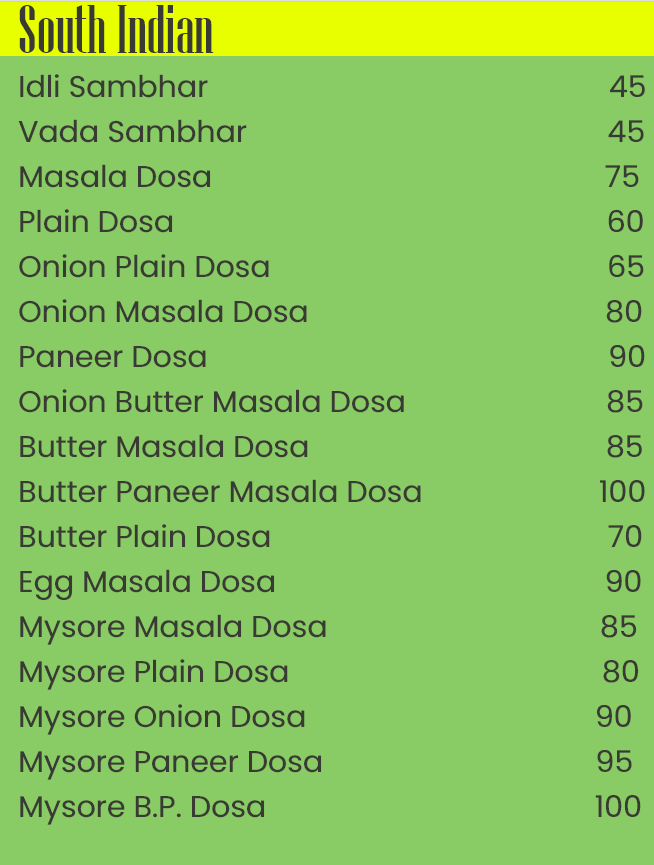 South Indian
Idli Sambhar 45
Vada Sambhar 45
Masala Dosa 75
Plain Dosa 60
Onion Plain Dosa 65
Onion Masala Dosa 80
Paneer Dosa 90
Onion Butter Masala Dosa 85
Butter Masala Dosa 85
Butter Paneer Masala Dosa 100
Butter Plain Dosa 70
Egg Masala Dosa 90
Mysore Masala Dosa 85
Mysore Plain Dosa 80
Mysore Onion Dosa 90
Mysore Paneer Dosa 95
Mysore B.P. Dosa 100